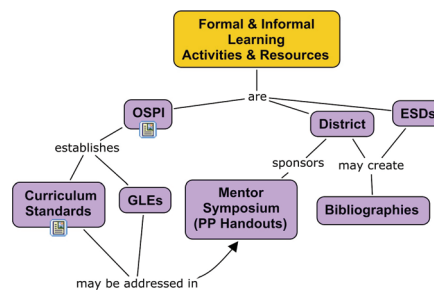 Formal & Informal
Learning
Activities & Resources
are
OSPI
District
ESDs
establishes
sponsors
may create
Curriculum
Standards
GLEs
Mentor
Symposium
(PP Handouts)
Bibliographies
may be addressed in